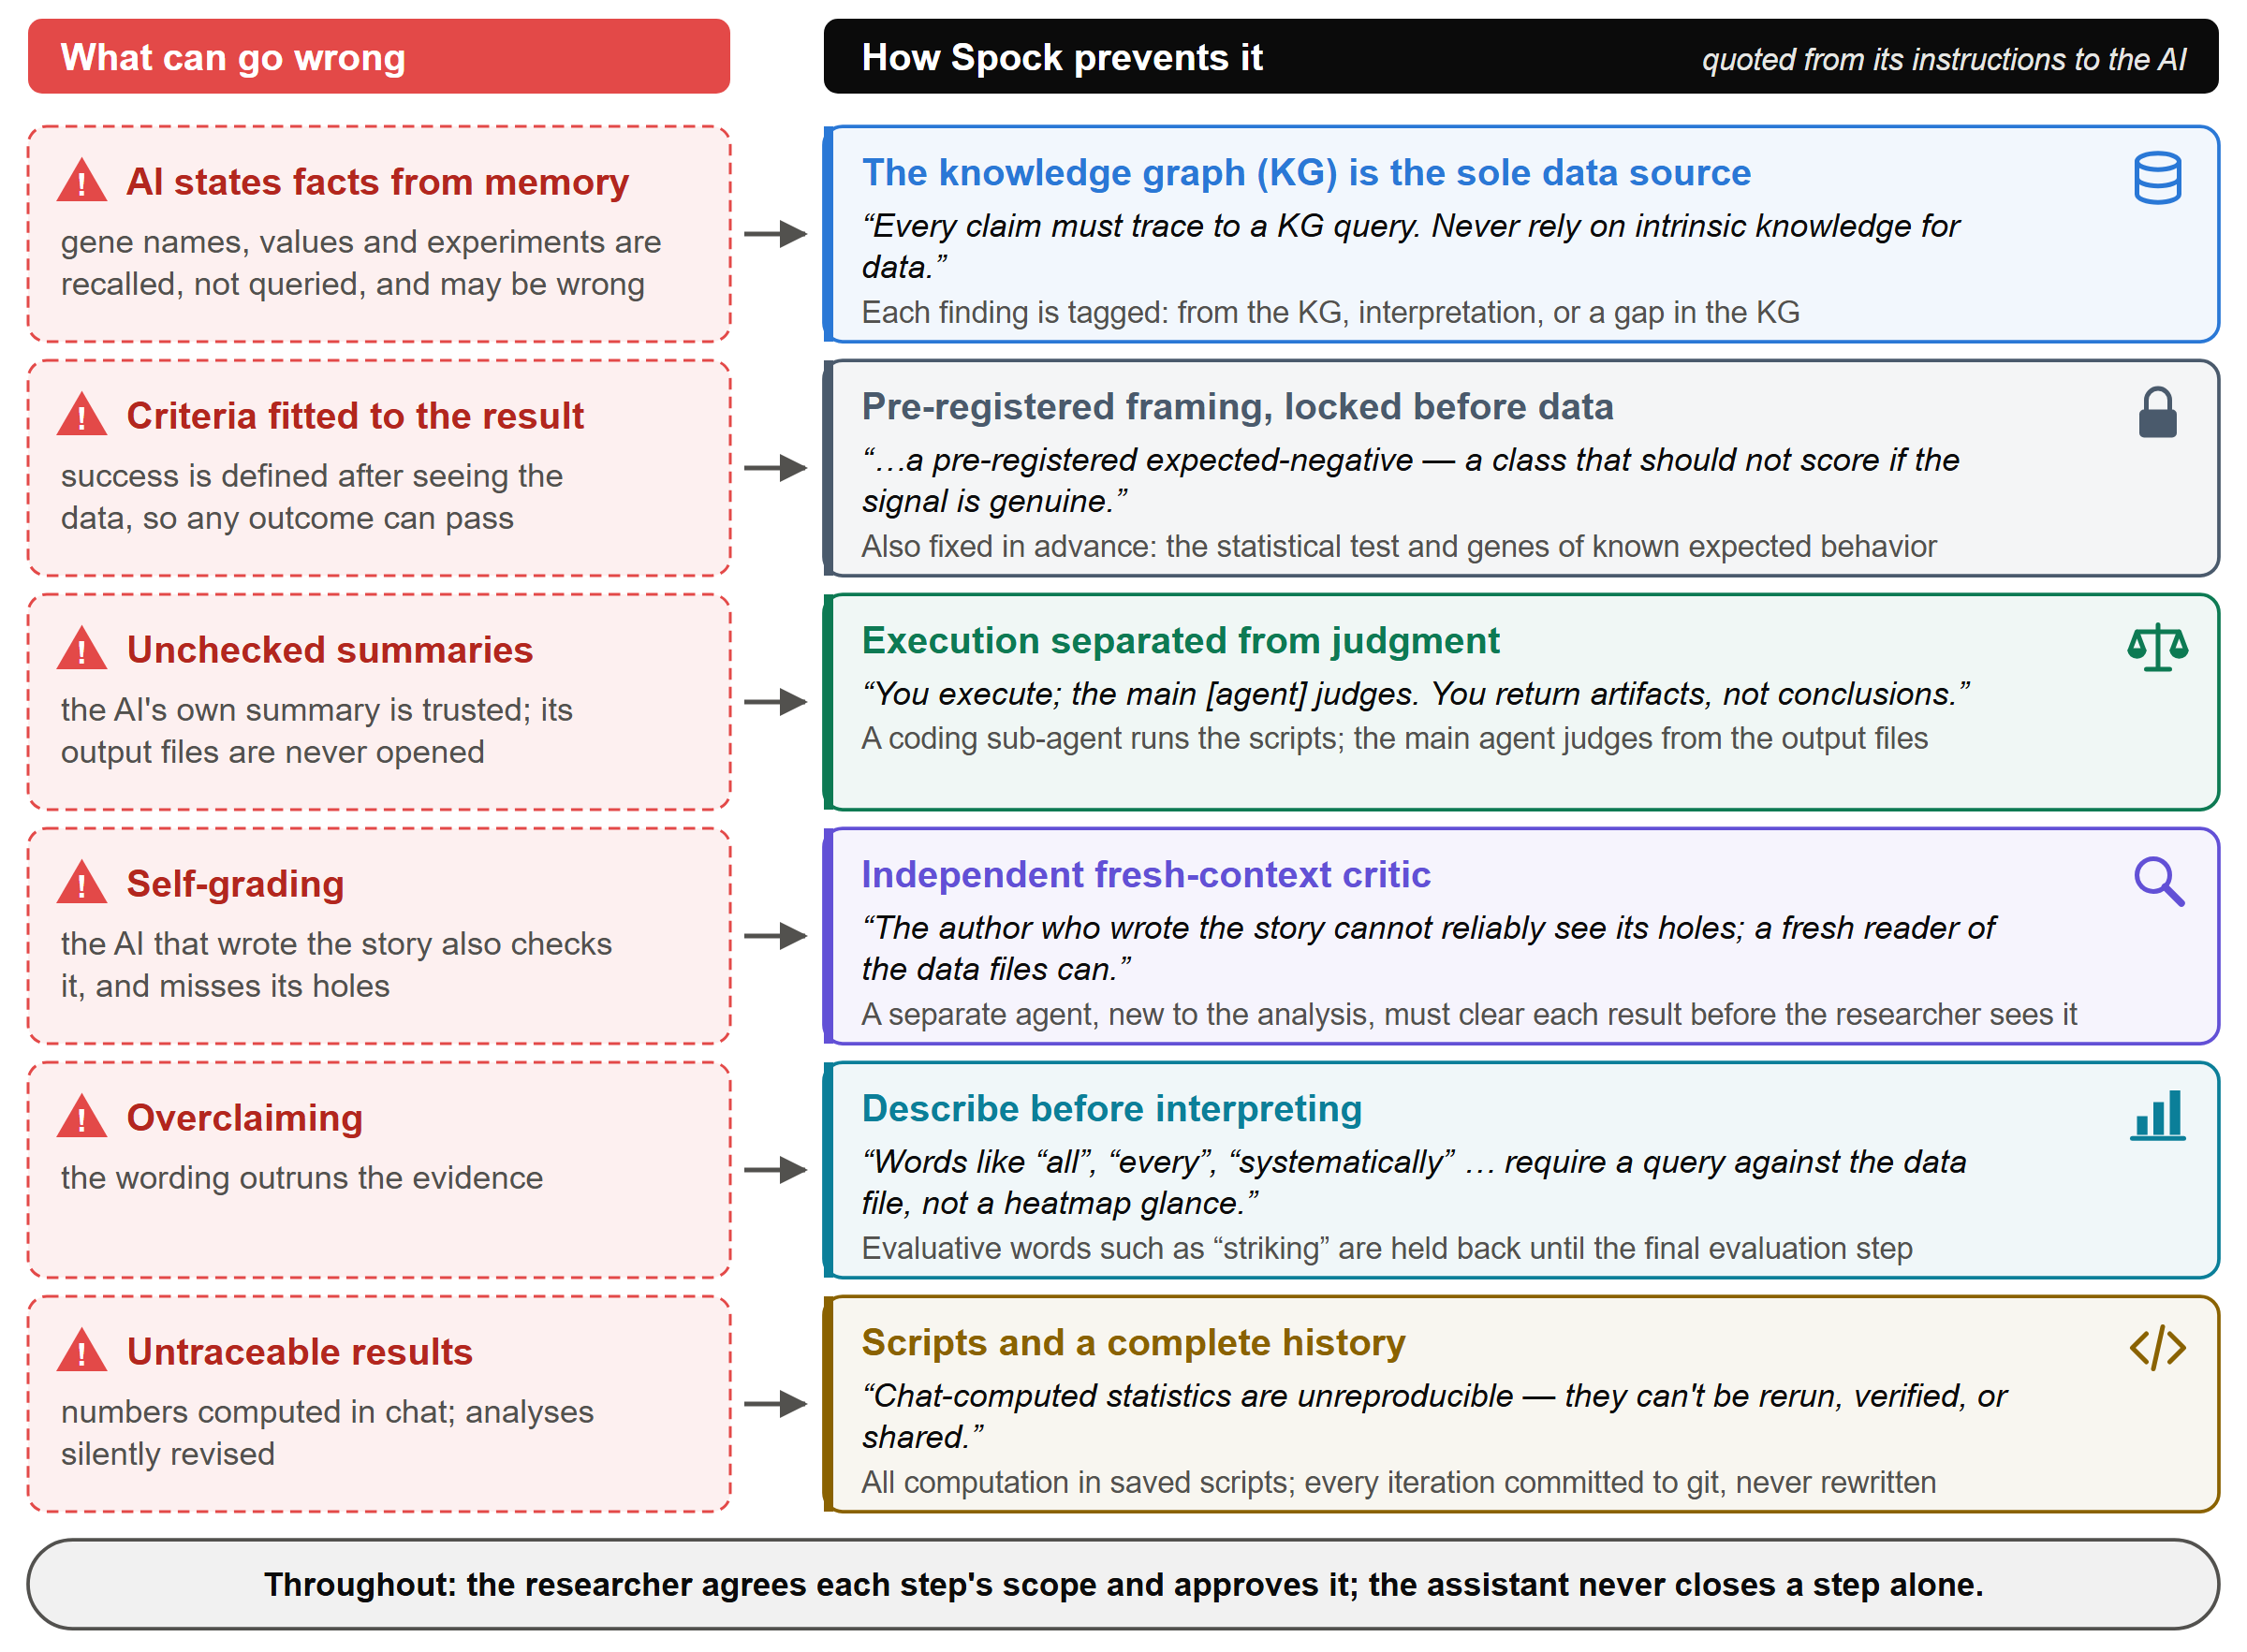 What can go wrong
How Spock prevents it
quoted from its instructions to the AI
! AI states facts from memory
gene names, values and experiments are
recalled, not queried, and may be wrong
The knowledge graph (KG) is the sole data source
“Every claim must trace to a KG query. Never rely on intrinsic knowledge for
data.”
Each finding is tagged: from the KG, interpretation, or a gap in the KG
! Criteria fitted to the result
success is defined after seeing the
data, so any outcome can pass
Pre-registered framing, locked before data
“…a pre-registered expected-negative — a class that should not score if the
signal is genuine.”
Also fixed in advance: the statistical test and genes of known expected behavior
! Unchecked summaries
the AI's own summary is trusted; its
output files are never opened
Execution separated from judgment
“You execute; the main [agent] judges. You return artifacts, not conclusions.”
A coding sub-agent runs the scripts; the main agent judges from the output files
! Self-grading
the AI that wrote the story also checks
it, and misses its holes
Independent fresh-context critic
“The author who wrote the story cannot reliably see its holes; a fresh reader of
the data files can.”
A separate agent, new to the analysis, must clear each result before the researcher sees it
! Overclaiming
the wording outruns the evidence
Describe before interpreting
“Words like “all”, “every”, “systematically” … require a query against the data
file, not a heatmap glance.”
Evaluative words such as “striking” are held back until the final evaluation step
! Untraceable results
numbers computed in chat; analyses
silently revised
Scripts and a complete history
“Chat-computed statistics are unreproducible — they can't be rerun, verified, or
shared.”
All computation in saved scripts; every iteration committed to git, never rewritten
Throughout: the researcher agrees each step's scope and approves it; the assistant never closes a step alone.